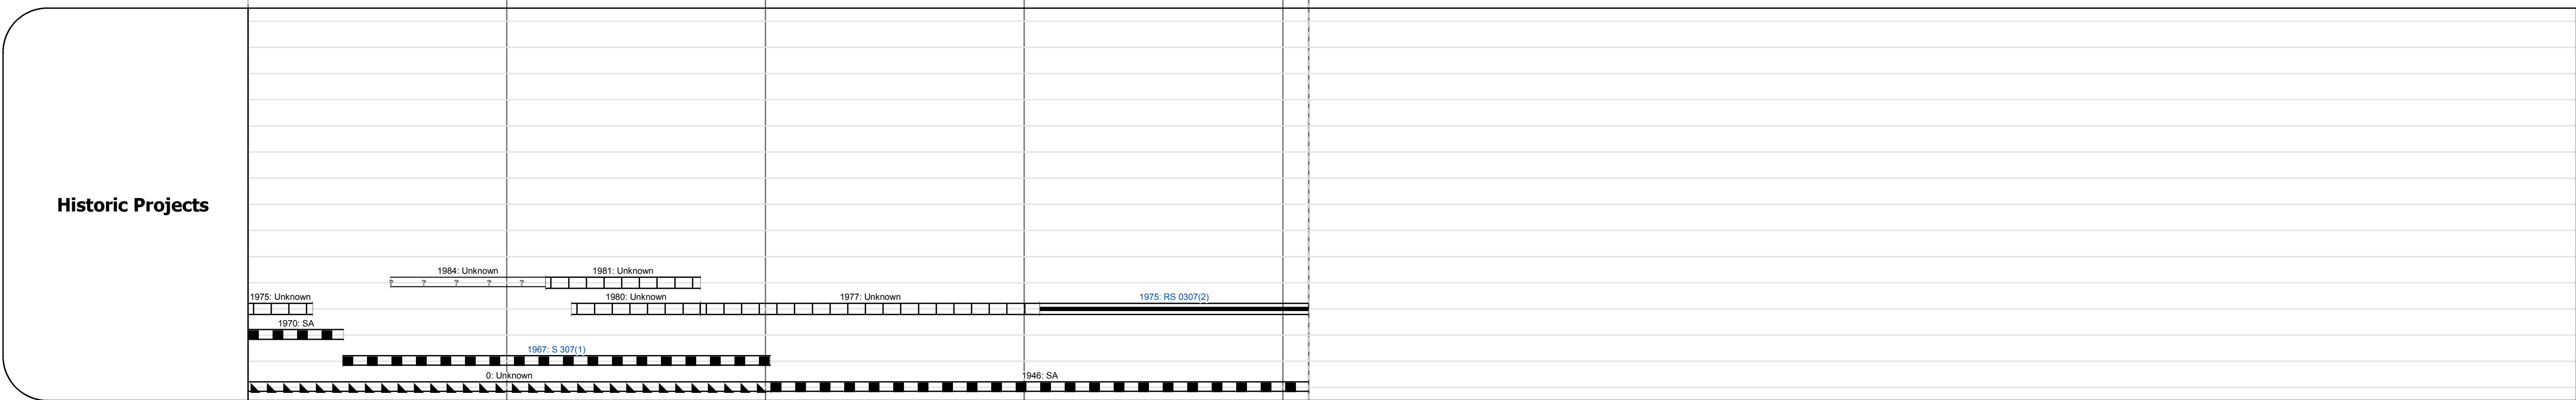 Historic Projects
1984: Unknown
1981: Unknown
? ? ? ? ?
1975: Unknown
1980: Unknown
1977: Unknown
1975: RS 0307(2)
1970: SA
1967: S 307(1)
0: Unknown
1946: SA